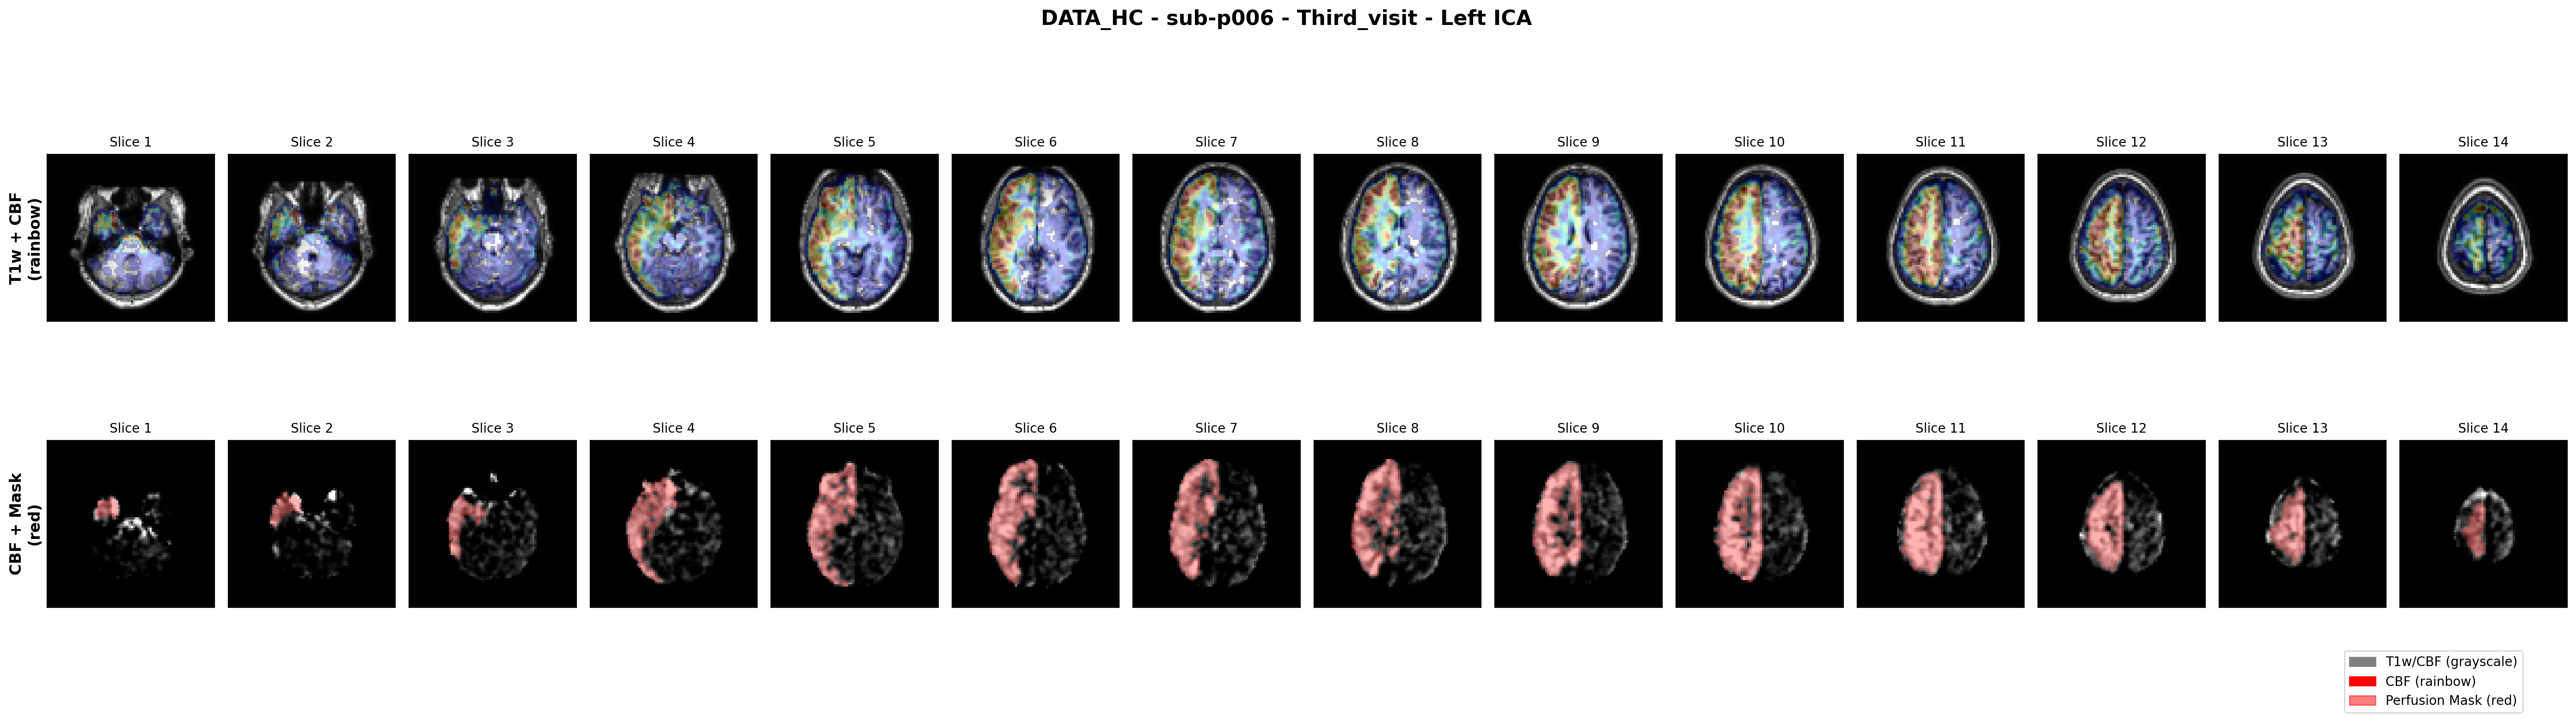 DATA_HC - sub-p006 - Third_visit - Left ICA
Slice 1 Slice 2 Slice 3 Slice 4 Slice 5 Slice 6 Slice 7 Slice 8 Slice 9 Slice 10 Slice 11 Slice 12 Slice 13 Slice 14
T1w + CBF
(rainbow)
Slice 1 Slice 2 Slice 3 Slice 4 Slice 5 Slice 6 Slice 7 Slice 8 Slice 9 Slice 10 Slice 11 Slice 12 Slice 13 Slice 14
CBF + Mask
(red)
T1w/CBF (grayscale)
CBF (rainbow)
Perfusion Mask (red)